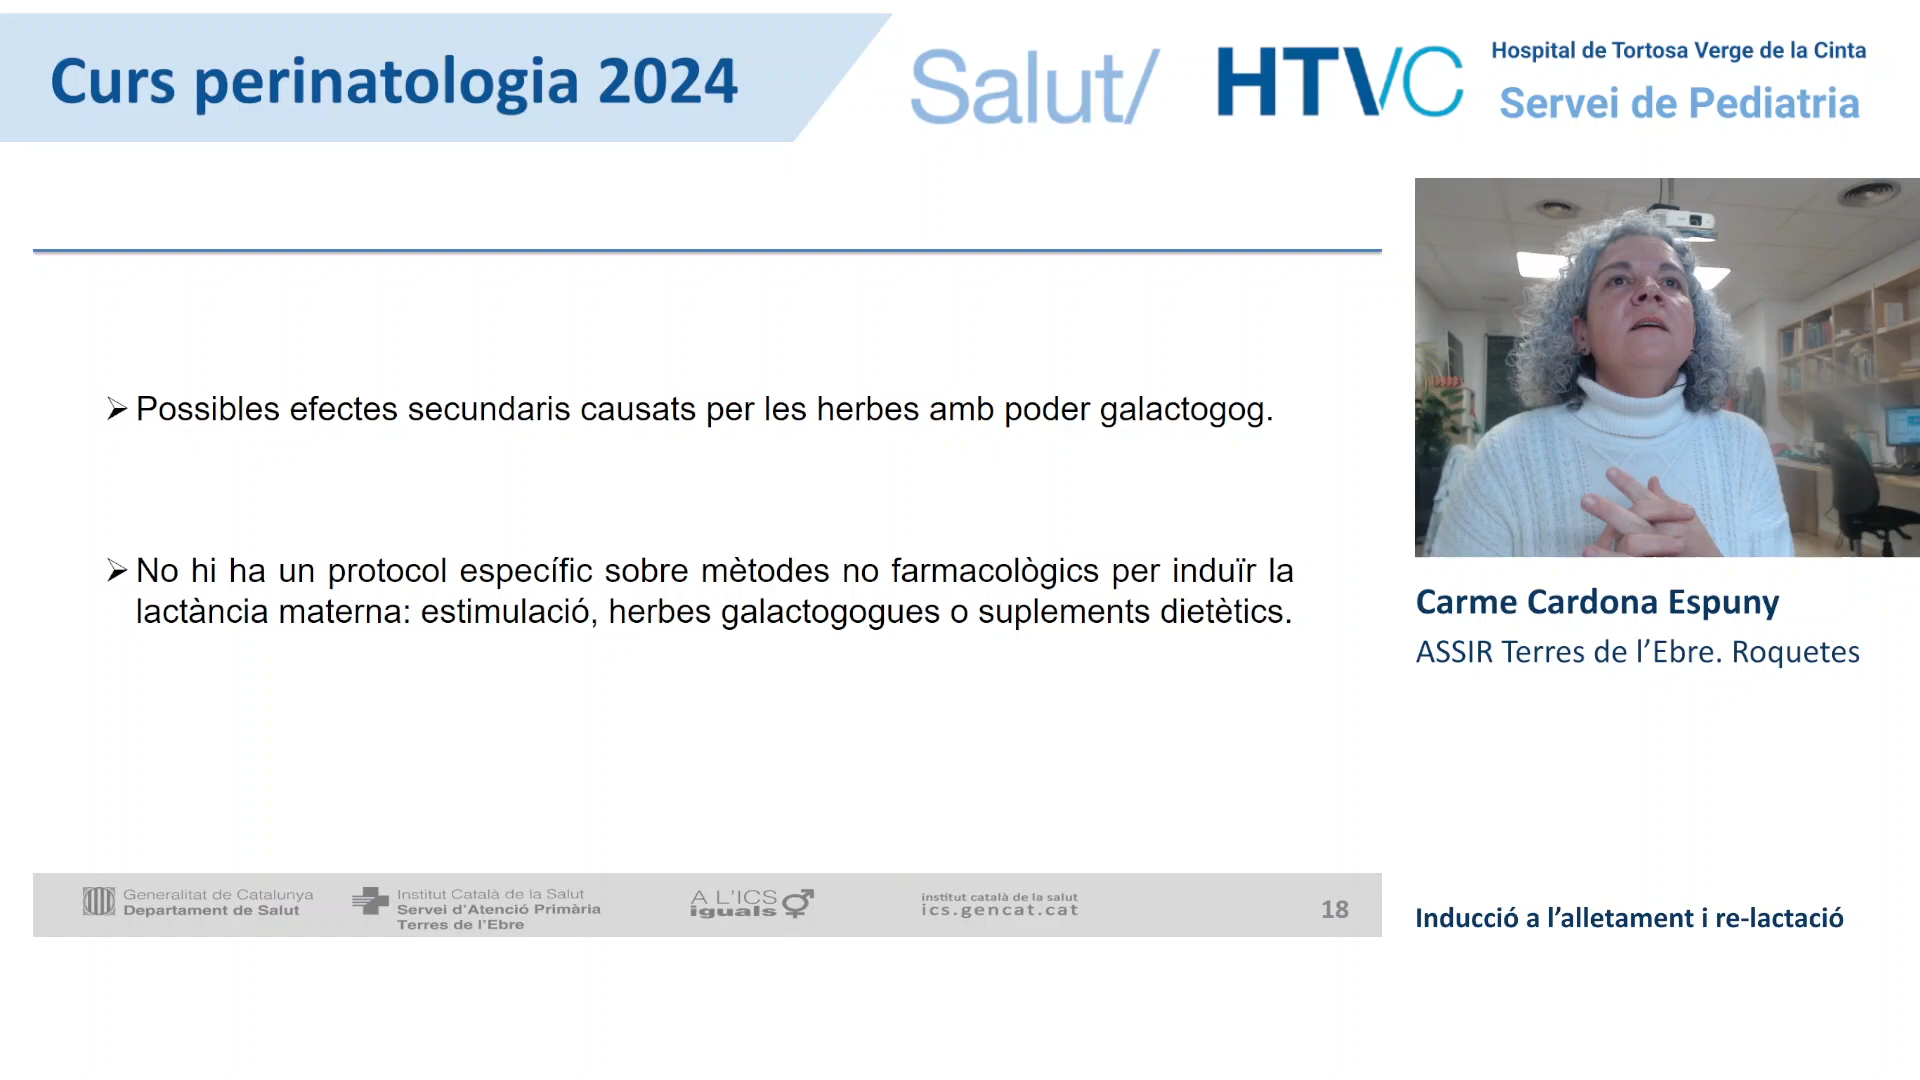 Curs perinatologia 2024
Salut/
HTVC
Hospital de Tortosa Verge de la Cinta
Servei de Pediatria
➢ Possibles efectes secundaris causats per les herbes amb poder galactogog.
➢ No hi ha un protocol específic sobre mètodes no farmacològics per induïr la
lactància materna: estimulació, herbes galactogogues o suplements dietètics.
Carme Cardona Espuny
ASSIR Terres de l’Ebre. Roquetes
Generalitat de Catalunya
Departament de Salut
Institut Català de la Salut
Servei d'Atenció Primària
Terres de l'Ebre
A L'ICS
iguals
institut català de la salut
ics.gencat.cat
18
Inducció a l’alletament i re-lactació